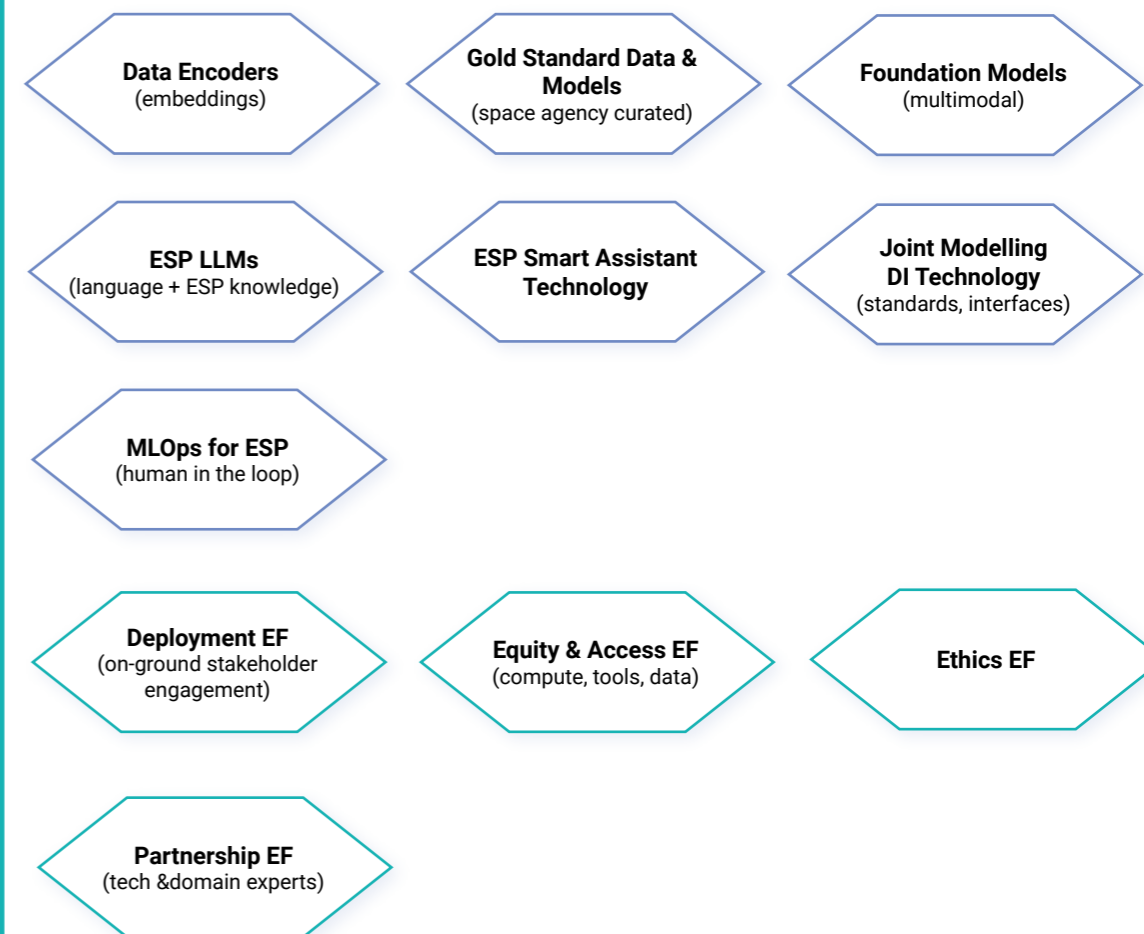 Data Encoders
(embeddings)
Gold Standard Data &
Models
(space agency curated)
Foundation Models
(multimodal)
ESP LLMs
(language + ESP knowledge)
ESP Smart Assistant
Technology
Joint Modelling
DI Technology
(standards, interfaces)
MLOps for ESP
(human in the loop)
Deployment EF
(on-ground stakeholder
engagement)
Equity & Access EF
(compute, tools, data)
Ethics EF
Partnership EF
(tech &domain experts)